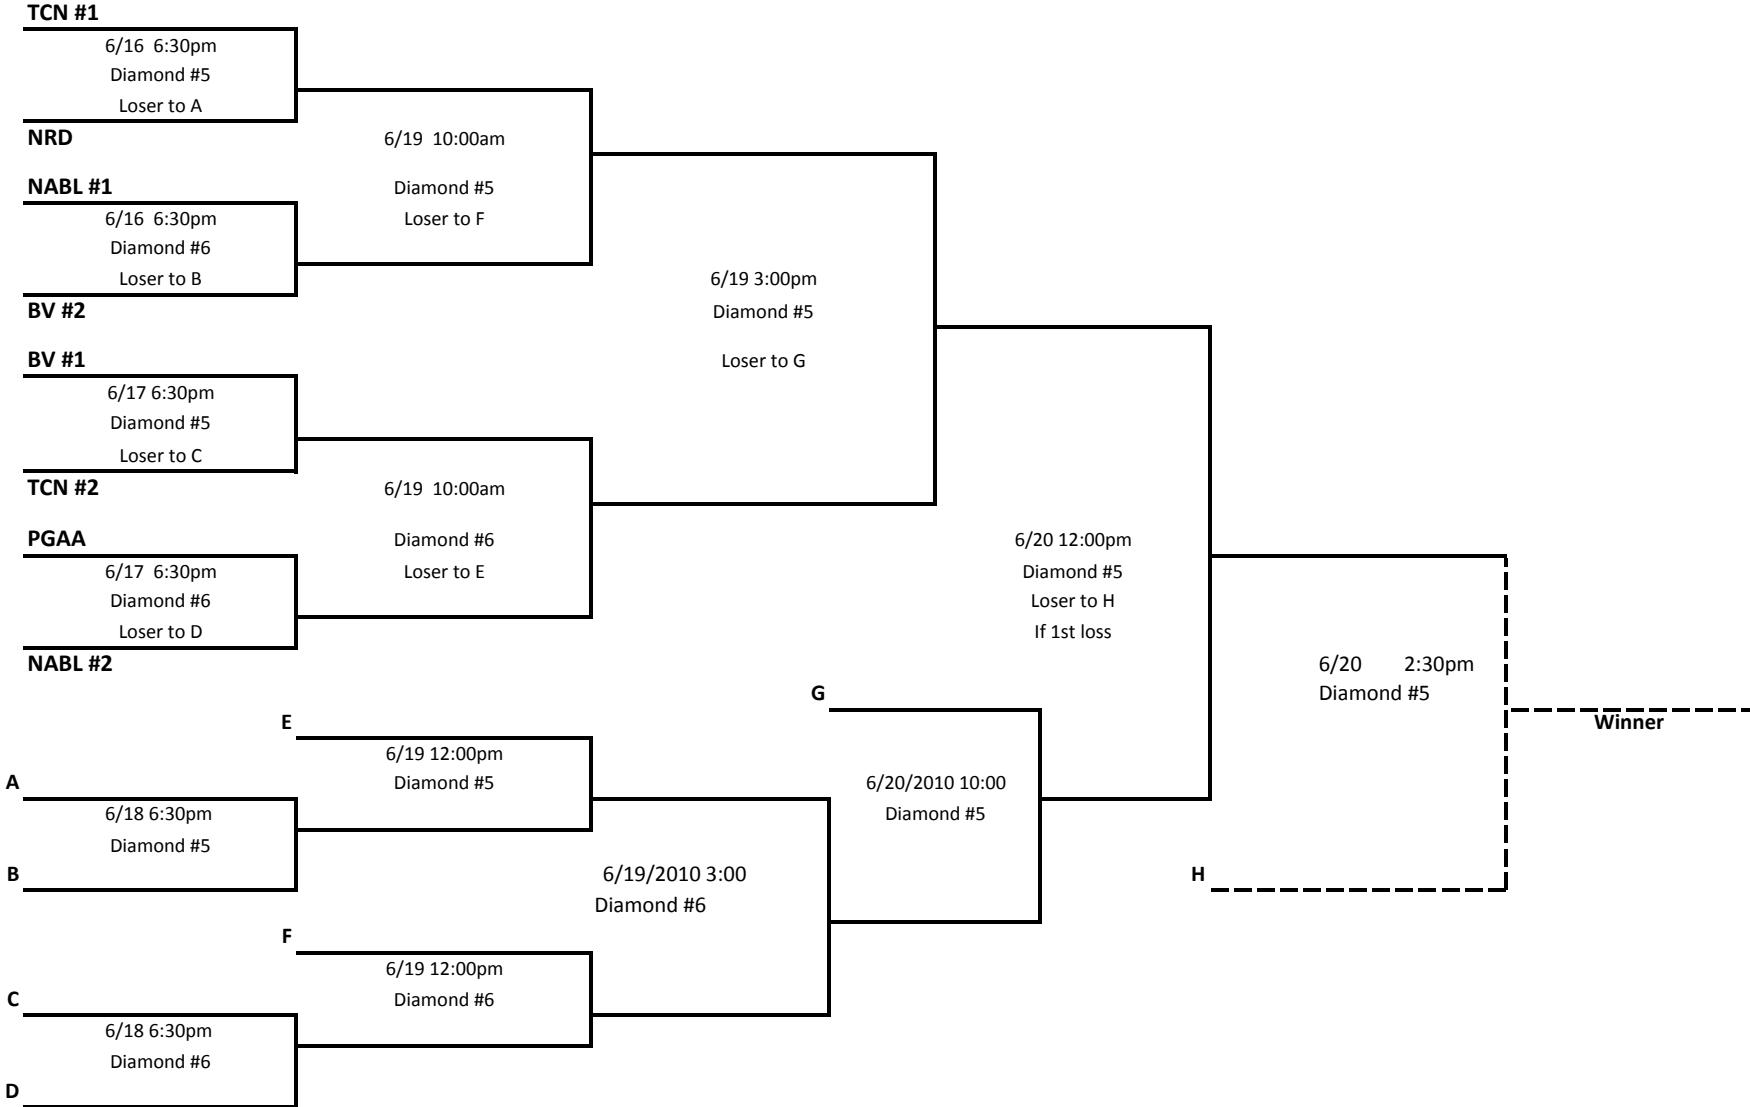 TCN #1
6/16 6:30pm
Diamond #5
Loser to A
NRD
6/19 10:00am
Diamond #5
Loser to F
NABL #1
6/16 6:30pm
Diamond #6
Loser to B
BV #2
6/19 3:00pm
Diamond #5
Loser to G
BV #1
6/17 6:30pm
Diamond #5
Loser to C
TCN #2
6/19 10:00am
Diamond #6
Loser to E
PGAA
6/17 6:30pm
Diamond #6
Loser to D
NABL #2
6/20 12:00pm
Diamond #5
Loser to H
If 1st loss
6/20 2:30pm
Diamond #5
Winner
G
E
6/19 12:00pm
Diamond #5
A
6/18 6:30pm
Diamond #5
B
6/20/2010 10:00
Diamond #5
6/19/2010 3:00
Diamond #6
H
F
6/19 12:00pm
Diamond #6
C
6/18 6:30pm
Diamond #6
D